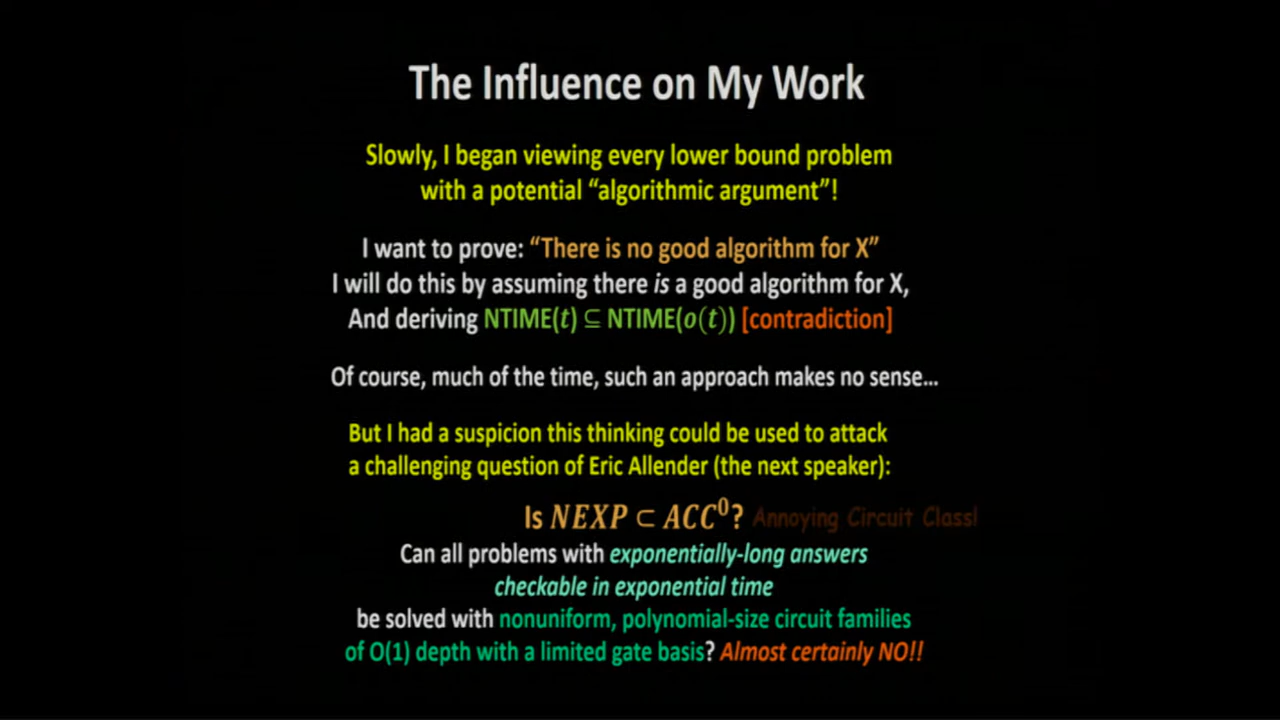 The Influence on My Work
Slowly, I began viewing every lower bound problem
with a potential “algorithmic argument”!
I want to prove: “There is no good algorithm for X”
I will do this by assuming there is a good algorithm for X,
And deriving NTIME(t) ⊆ NTIME(o(t)) [contradiction]
Of course, much of the time, such an approach makes no sense...
But I had a suspicion this thinking could be used to attack
a challenging question of Eric Allender (the next speaker):
Is NEXP ⊂ ACC⁰? Annoying Circuit Class!
Can all problems with exponentially-long answers
checkable in exponential time
be solved with nonuniform, polynomial-size circuit families
of O(1) depth with a limited gate basis? Almost certainly NO!!